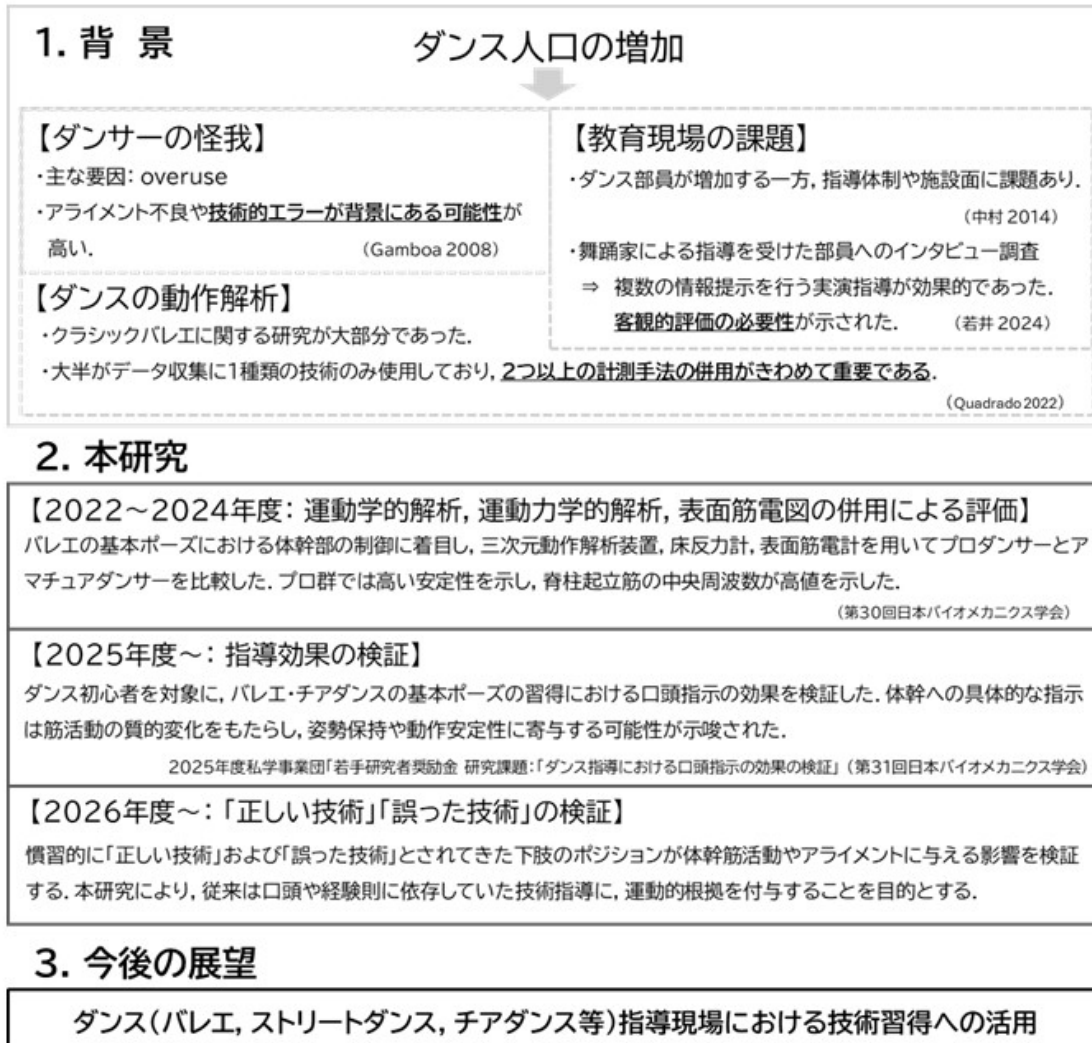 1. 背 景
ダンス人口の増加
【ダンサーの怪我】
・主な要因: overuse
・アライメント不良や技術的エラーが背景にある可能性が
高い. (Gamboa 2008)
【教育現場の課題】
・ダンス部員が増加する一方, 指導体制や施設面に課題あり.
(中村 2014)
・舞踊家による指導を受けた部員へのインタビュー調査
⇒ 複数の情報提示を行う実演指導が効果的であった.
客観的評価の必要性が示された. (若井 2024)
【ダンスの動作解析】
・クラシックバレエに関する研究が大部分であった.
・大半がデータ収集に1種類の技術のみ使用しており, 2つ以上の計測手法の併用がきわめて重要である.
(Quadrado 2022)
2. 本研究
【2022~2024年度: 運動学的解析, 運動力学的解析, 表面筋電図の併用による評価】
バレエの基本ポーズにおける体幹部の制御に着目し, 三次元動作解析装置, 床反力計, 表面筋電計を用いてプロダンサーとア
マチュアダンサーを比較した. プロ群では高い安定性を示し, 脊柱起立筋の中央周波数が高値を示した.
(第30回日本バイオメカニクス学会)
【2025年度~: 指導効果の検証】
ダンス初心者を対象に, バレエ・チアダンスの基本ポーズの習得における口頭指示の効果を検証した. 体幹への具体的な指示
は筋活動の質的変化をもたらし, 姿勢保持や動作安定性に寄与する可能性が示唆された.
2025年度私学事業団「若手研究者奨励金 研究課題:「ダンス指導における口頭指示の効果の検証」 (第31回日本バイオメカニクス学会)
【2026年度~: 「正しい技術」「誤った技術」の検証】
慣習的に「正しい技術」および「誤った技術」とされてきた下肢のポジションが体幹筋活動やアライメントに与える影響を検証
する. 本研究により, 従来は口頭や経験則に依存していた技術指導に, 運動的根拠を付与することを目的とする.
3. 今後の展望
ダンス(バレエ, ストリートダンス, チアダンス等)指導現場における技術習得への活用